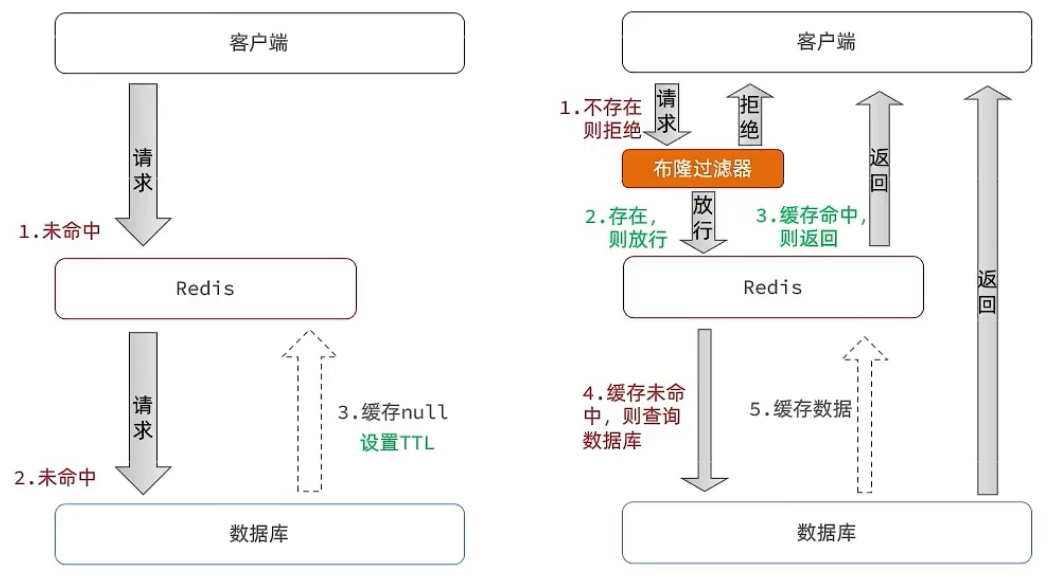 客户端
请求
1.未命中
Redis
请求
3.缓存null
设置TTL
2.未命中
数据库
客户端
1.不存在
则拒绝
请求
拒绝
布隆过滤器
2.存在，
则放行
放行
3.缓存命中，
则返回
返回
Redis
返回
4.缓存未命
中，则查询
数据库
5.缓存数据
数据库